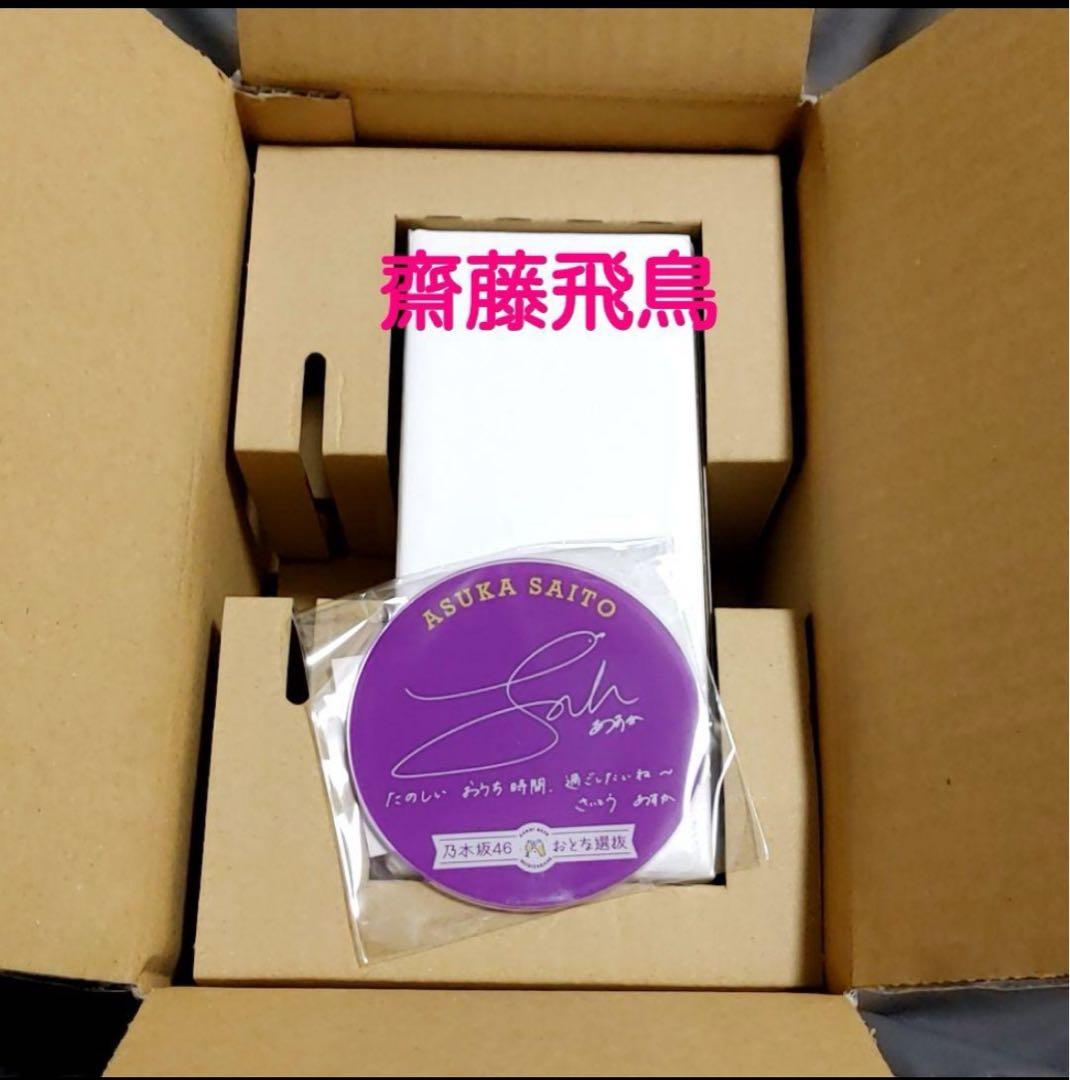 齋藤飛鳥
ASUKA SAITO
あすか
たのしい おうち時間、過ごしたいね〜
さいとう あすか
乃木坂46 おとな選抜